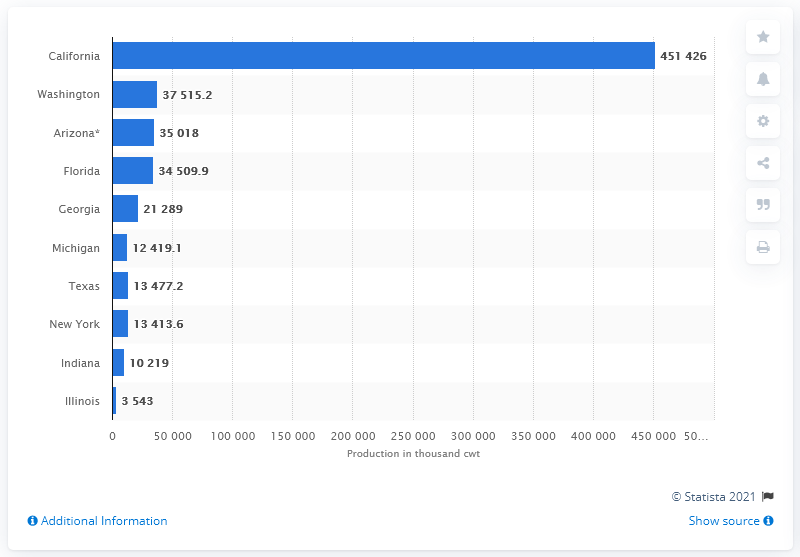 California 451 426
Washington 37 515.2
Arizona* 35 018
Florida 34 509.9
Georgia 21 289
Michigan 12 419.1
Texas 13 477.2
New York 13 413.6
Indiana 10 219
Illinois 3 543
0 50 000 100 000 150 000 200 000 250 000 300 000 350 000 400 000 450 000 50...
Production in thousand cwt
© Statista 2021
Additional Information Show source